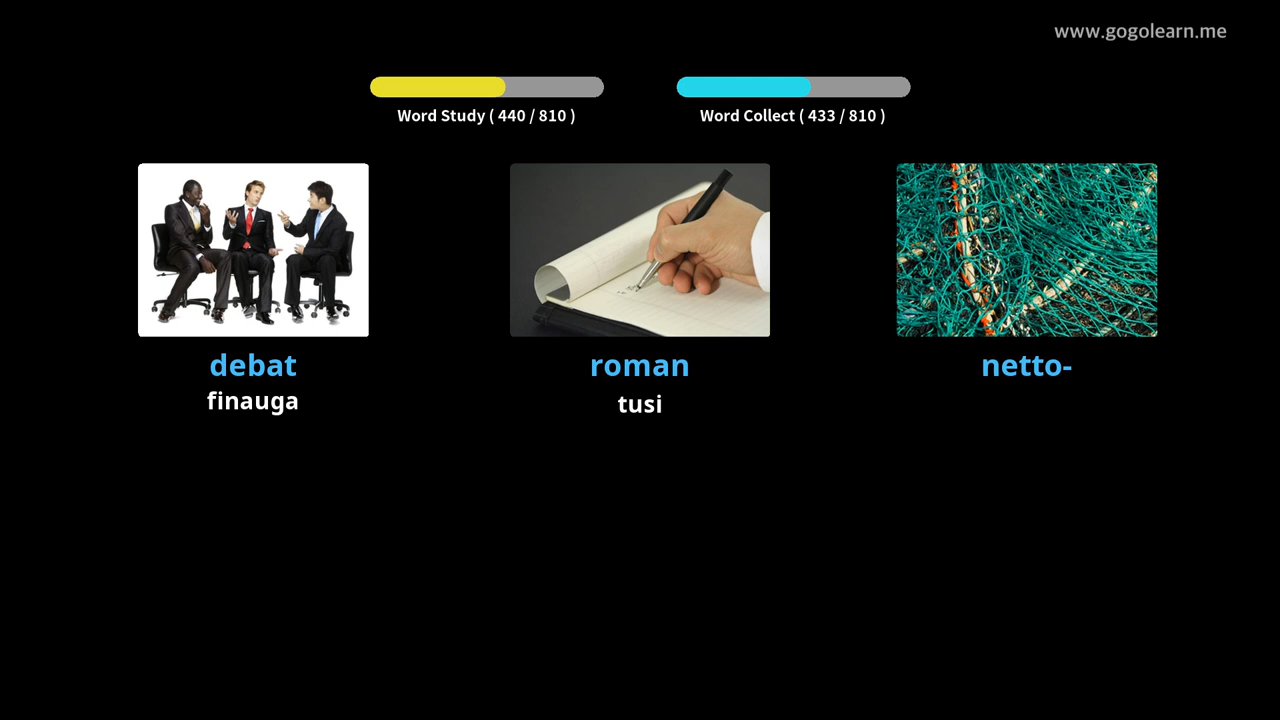 www.gogolearn.me
Word Study ( 440 / 810 )
Word Collect ( 433 / 810 )
debat
finauga
roman
tusi
netto-